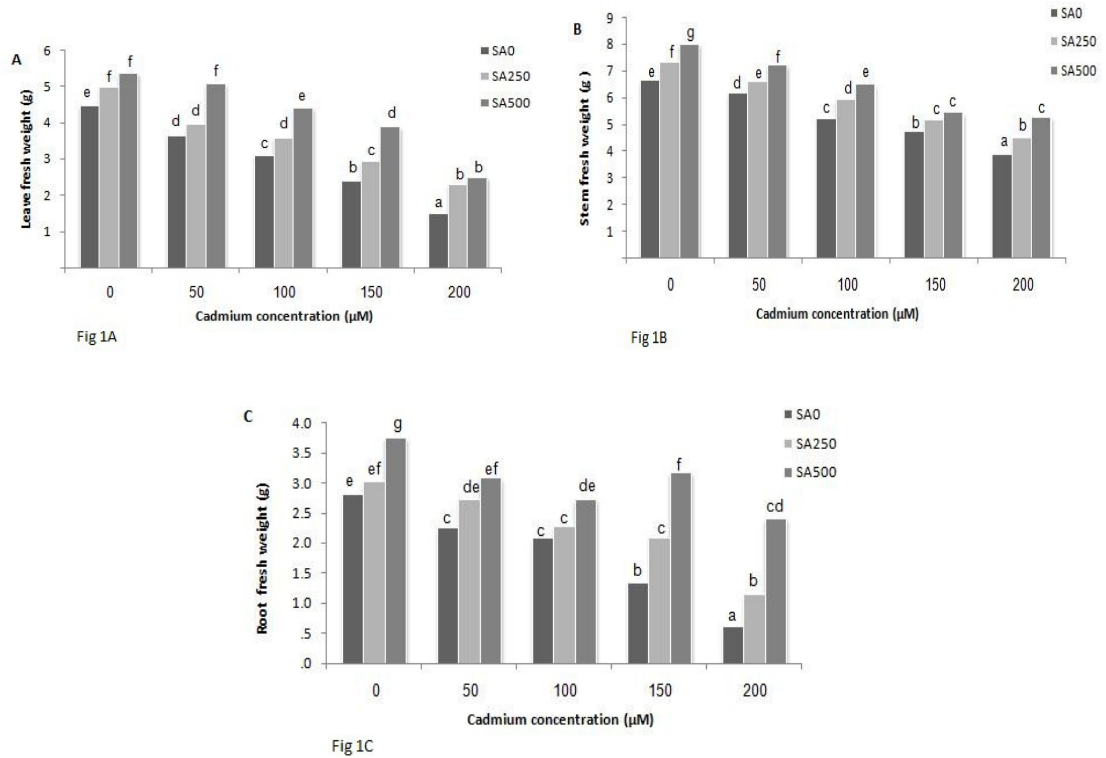 A
Leave fresh weight (g)
6
5
4
3
2
1
e f f
d d f
c d e
b c d
a b b
0 50 100 150 200
Cadmium concentration (µM)
SA0
SA250
SA500
Fig 1A
B
Stem fresh weight (g )
9
8
7
6
5
4
3
2
1
e f g
d e f
c d e
b c c
a b c
0 50 100 150 200
Cadmium concentration (µM)
SA0
SA250
SA500
Fig 1B
C
Root fresh weight (g)
4.0
3.5
3.0
2.5
2.0
1.5
1.0
.5
.0
e ef g
c de ef
c c de
b c f
a b cd
0 50 100 150 200
Cadmium concentration (µM)
SA0
SA250
SA500
Fig 1C